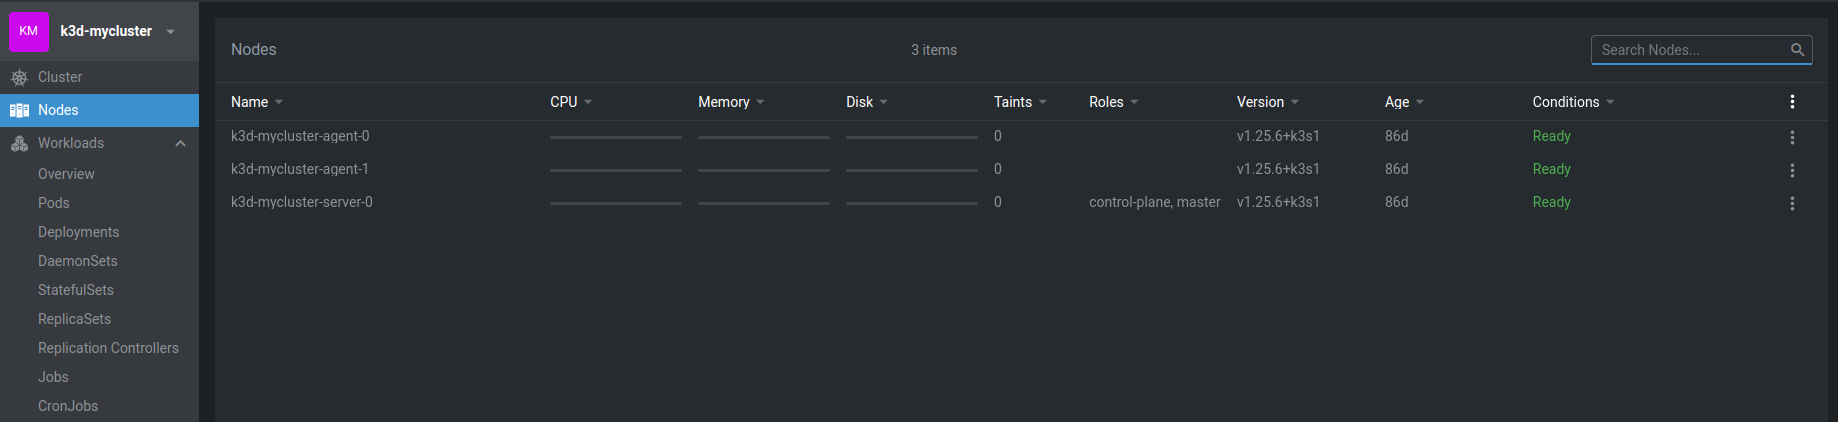 KM k3d-mycluster
Cluster
Nodes
Workloads
Overview
Pods
Deployments
DaemonSets
StatefulSets
ReplicaSets
Replication Controllers
Jobs
CronJobs
Nodes 3 items Search Nodes...
Name CPU Memory Disk Taints Roles Version Age Conditions
k3d-mycluster-agent-0 0 v1.25.6+k3s1 86d Ready
k3d-mycluster-agent-1 0 v1.25.6+k3s1 86d Ready
k3d-mycluster-server-0 0 control-plane, master v1.25.6+k3s1 86d Ready